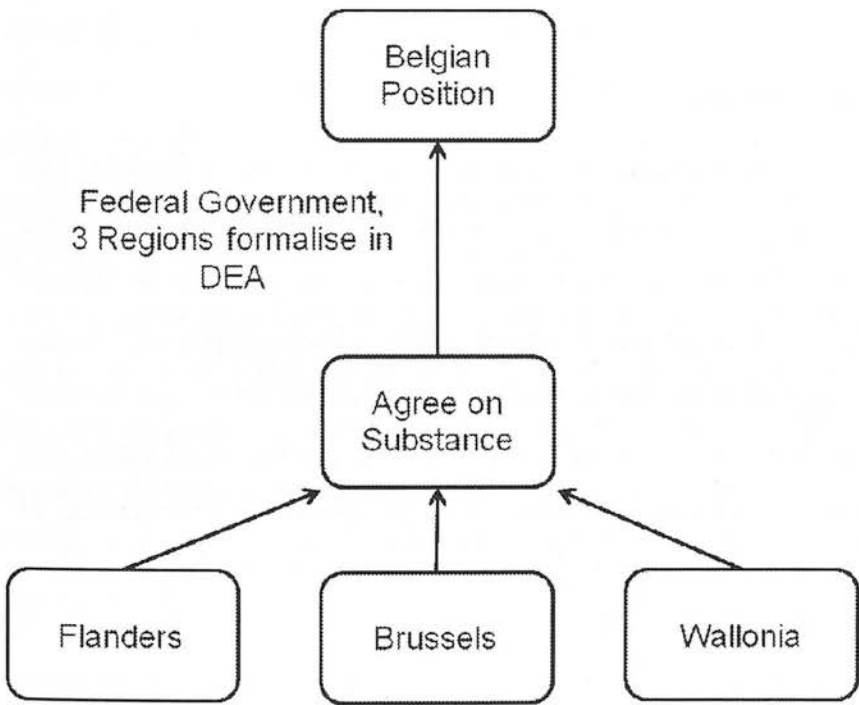 Belgian
Position
Federal Government,
3 Regions formalise in
DEA
Agree on
Substance
Flanders
Brussels
Wallonia